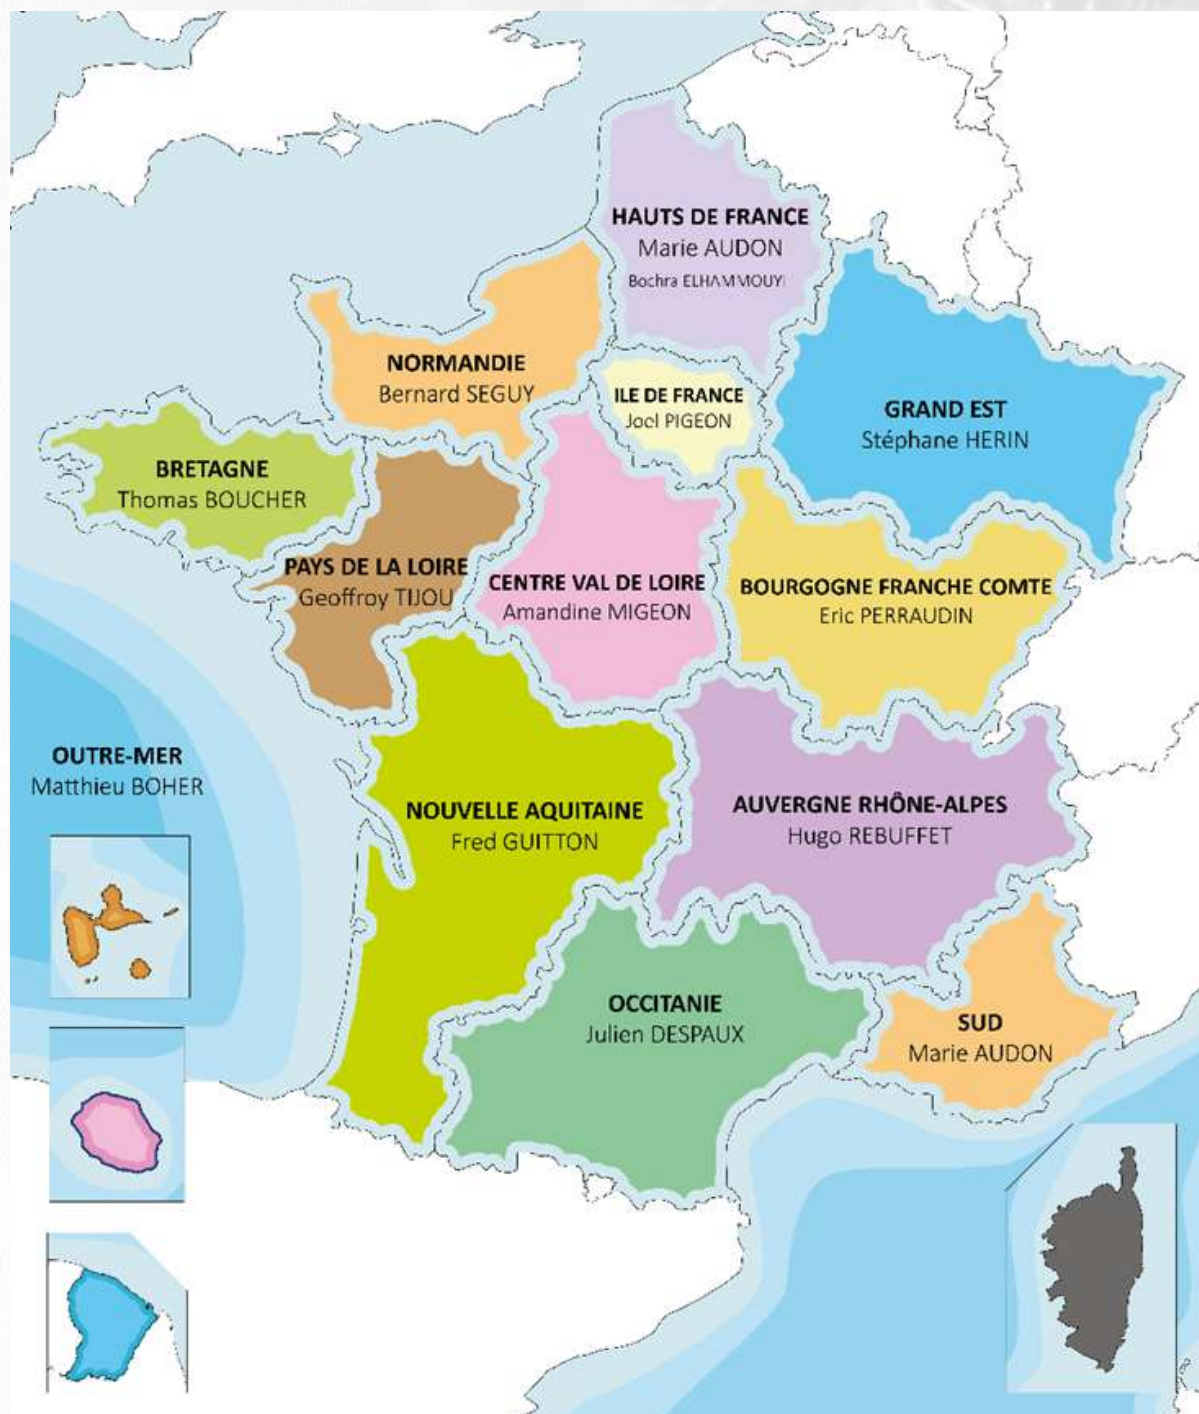 HAUTS DE FRANCE
Marie AUDON
Bochra ELHAMMOUYI
NORMANDIE
Bernard SEGUY
ILE DE FRANCE
Joel PIGEON
GRAND EST
Stéphane HERIN
BRETAGNE
Thomas BOUCHER
PAYS DE LA LOIRE
Geoffroy TIJOU
CENTRE VAL DE LOIRE
Amandine MIGEON
BOURGOGNE FRANCHE COMTE
Eric PERRAUDIN
OUTRE-MER
Matthieu BOHER
NOUVELLE AQUITAINE
Fred GUITTON
AUVERGNE RHÔNE-ALPES
Hugo REBUFFET
OCCITANIE
Julien DESPAUX
SUD
Marie AUDON